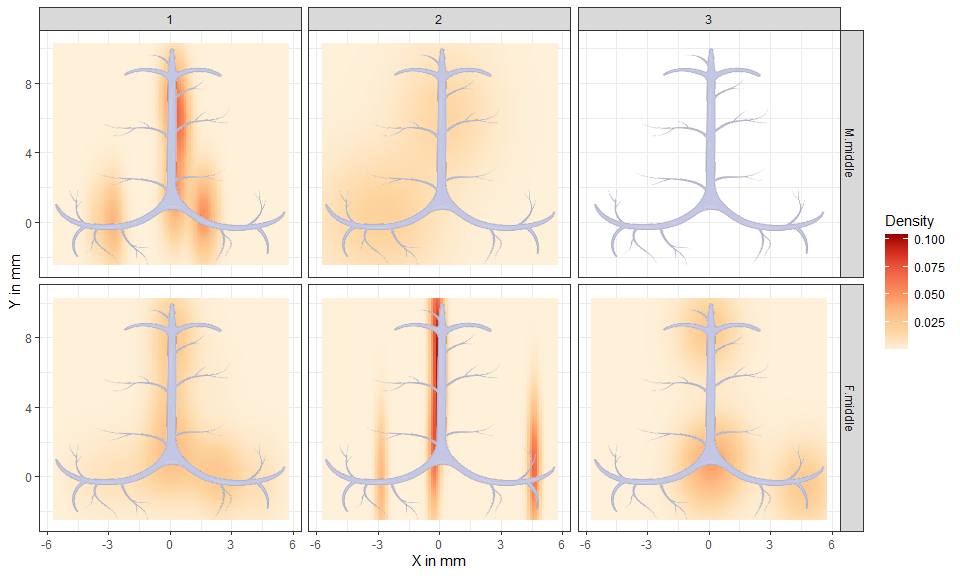 1 2 3
8
4
0
M.middle
Y in mm
8
4
0
F.middle
-6 -3 0 3 6 -6 -3 0 3 6 -6 -3 0 3 6
X in mm
Density
0.100
0.075
0.050
0.025